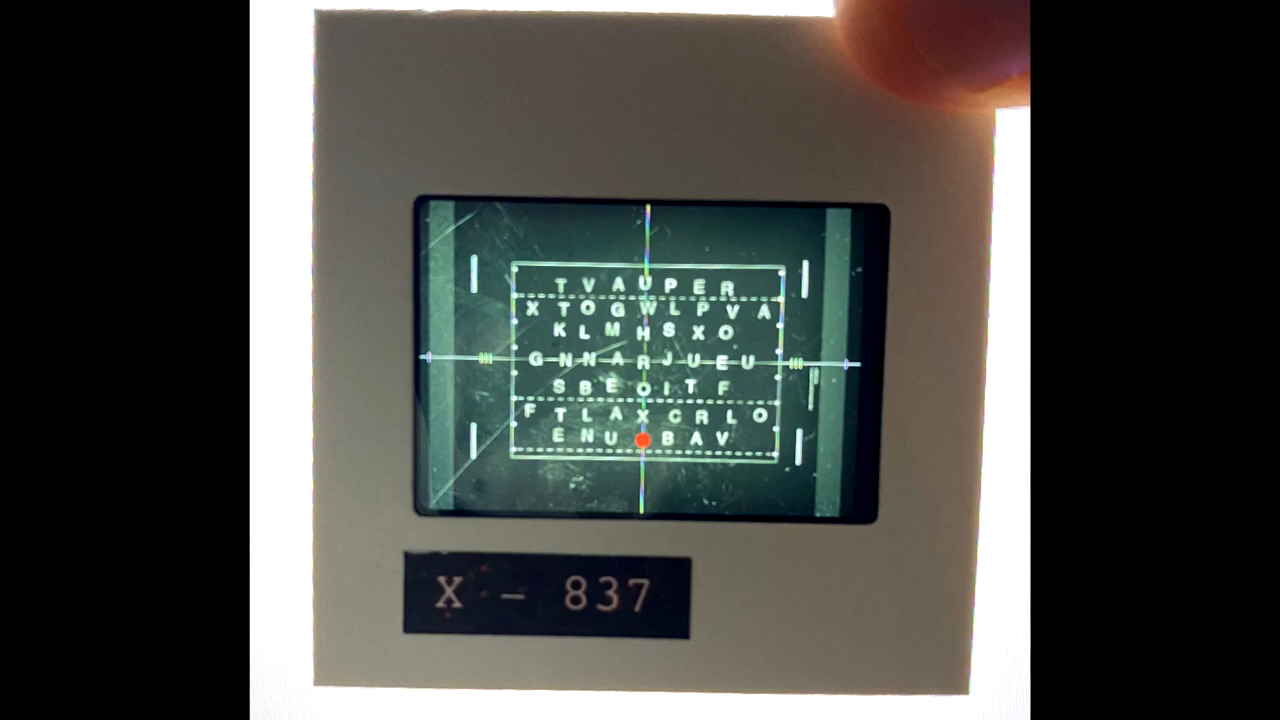 T V A U P E R
X T O G W L P V A
K L M H S X O
G N N A R J U E U
S B E O I T F
F T L A X C R L O
E N U B A V
X - 837